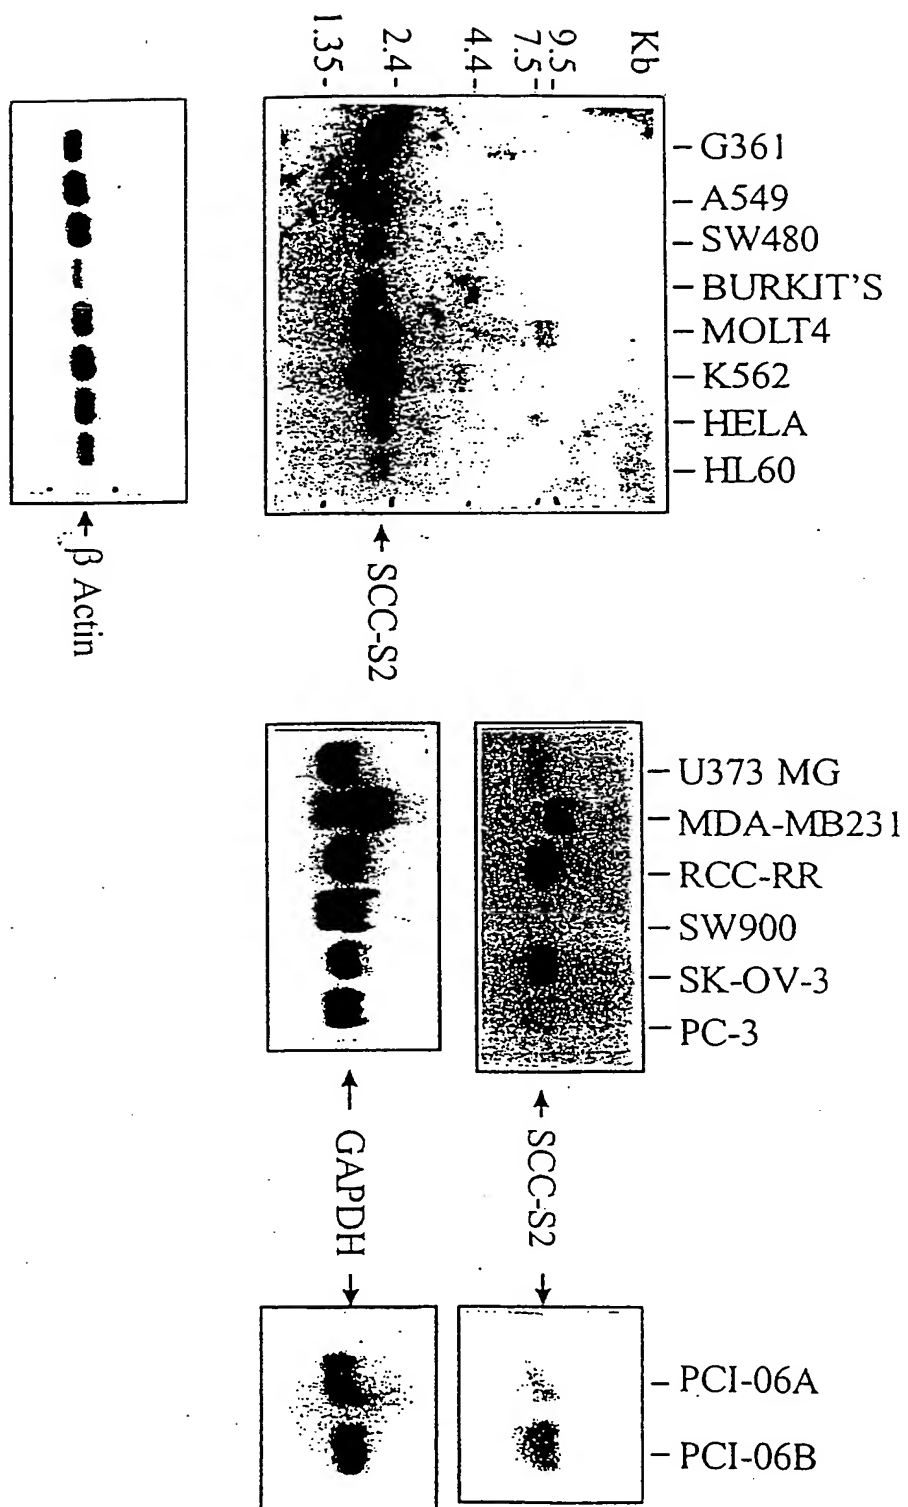 Kb
9.5-
7.5-
4.4-
2.4-
1.35-
G361
A549
SW480
BURKIT'S
MOLT4
K562
HELA
HL60
SCC-S2
β Actin
U373 MG
MDA-MB231
RCC-RR
SW900
SK-OV-3
PC-3
SCC-S2
GAPDH
PCI-06A
PCI-06B